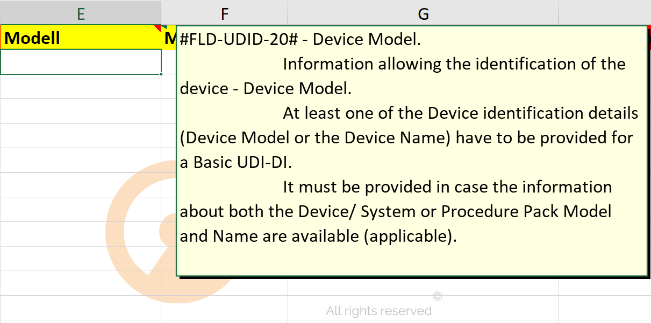 E F G
Modell M
#FLD-UDID-20# - Device Model.
Information allowing the identification of the
device - Device Model.
At least one of the Device identification details
(Device Model or the Device Name) have to be provided for
a Basic UDI-DI.
It must be provided in case the information
about both the Device/ System or Procedure Pack Model
and Name are available (applicable).
©
All rights reserved